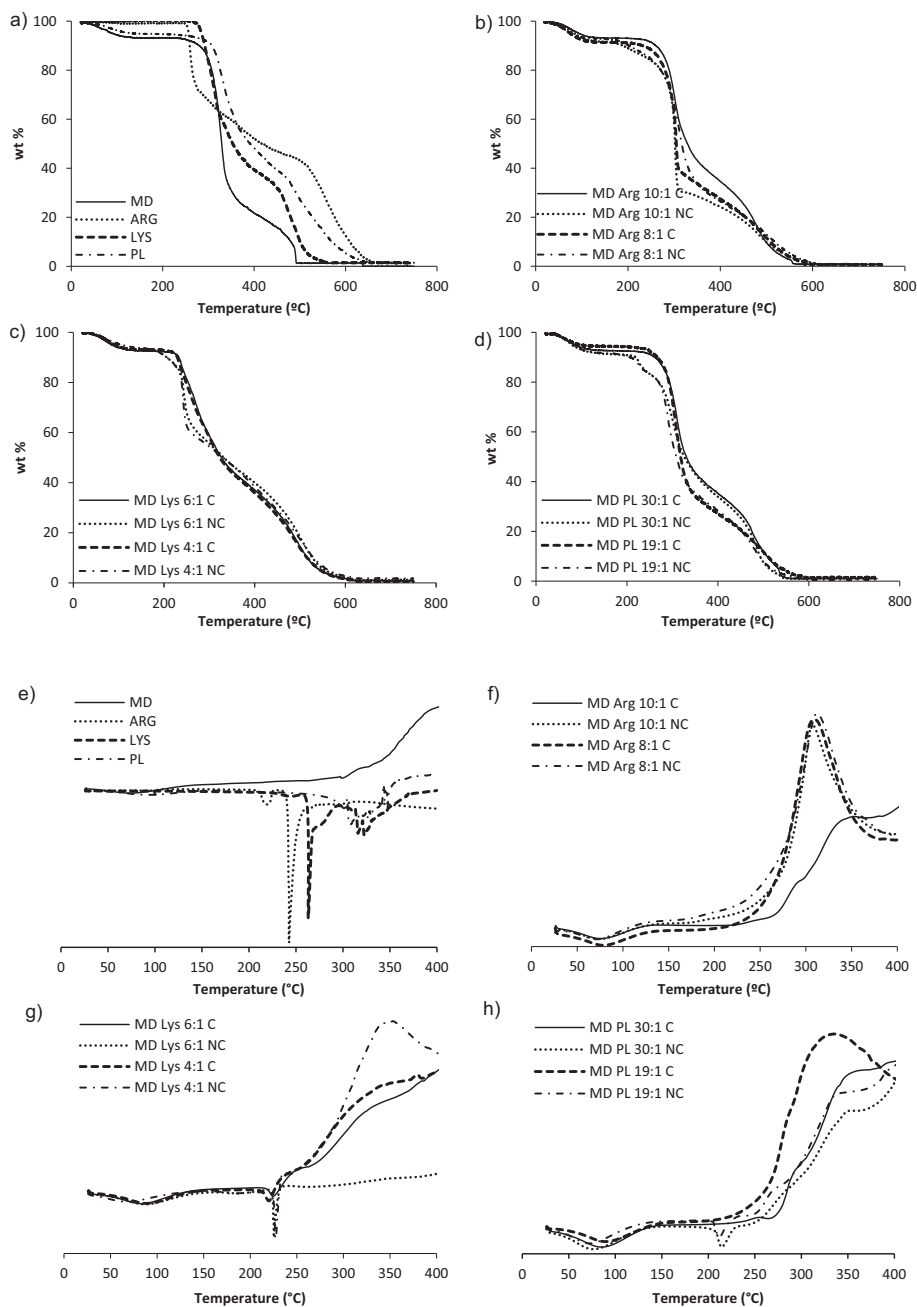 a)
100
80
60
40
20
0
wt %
MD
ARG
LYS
PL
0 200 400 600 800
Temperature (ºC)
b)
100
80
60
40
20
0
wt %
MD Arg 10:1 C
MD Arg 10:1 NC
MD Arg 8:1 C
MD Arg 8:1 NC
0 200 400 600 800
Temperature (ºC)
c)
100
80
60
40
20
0
wt %
MD Lys 6:1 C
MD Lys 6:1 NC
MD Lys 4:1 C
MD Lys 4:1 NC
0 200 400 600 800
Temperature (ºC)
d)
100
80
60
40
20
0
wt %
MD PL 30:1 C
MD PL 30:1 NC
MD PL 19:1 C
MD PL 19:1 NC
0 200 400 600 800
Temperature (ºC)
e)
MD
ARG
LYS
PL
0 50 100 150 200 250 300 350 400
Temperature (°C)
f)
MD Arg 10:1 C
MD Arg 10:1 NC
MD Arg 8:1 C
MD Arg 8:1 NC
0 50 100 150 200 250 300 350 400
Temperature (ºC)
g)
MD Lys 6:1 C
MD Lys 6:1 NC
MD Lys 4:1 C
MD Lys 4:1 NC
0 50 100 150 200 250 300 350 400
Temperature (°C)
h)
MD PL 30:1 C
MD PL 30:1 NC
MD PL 19:1 C
MD PL 19:1 NC
0 50 100 150 200 250 300 350 400
Temperature (°C)